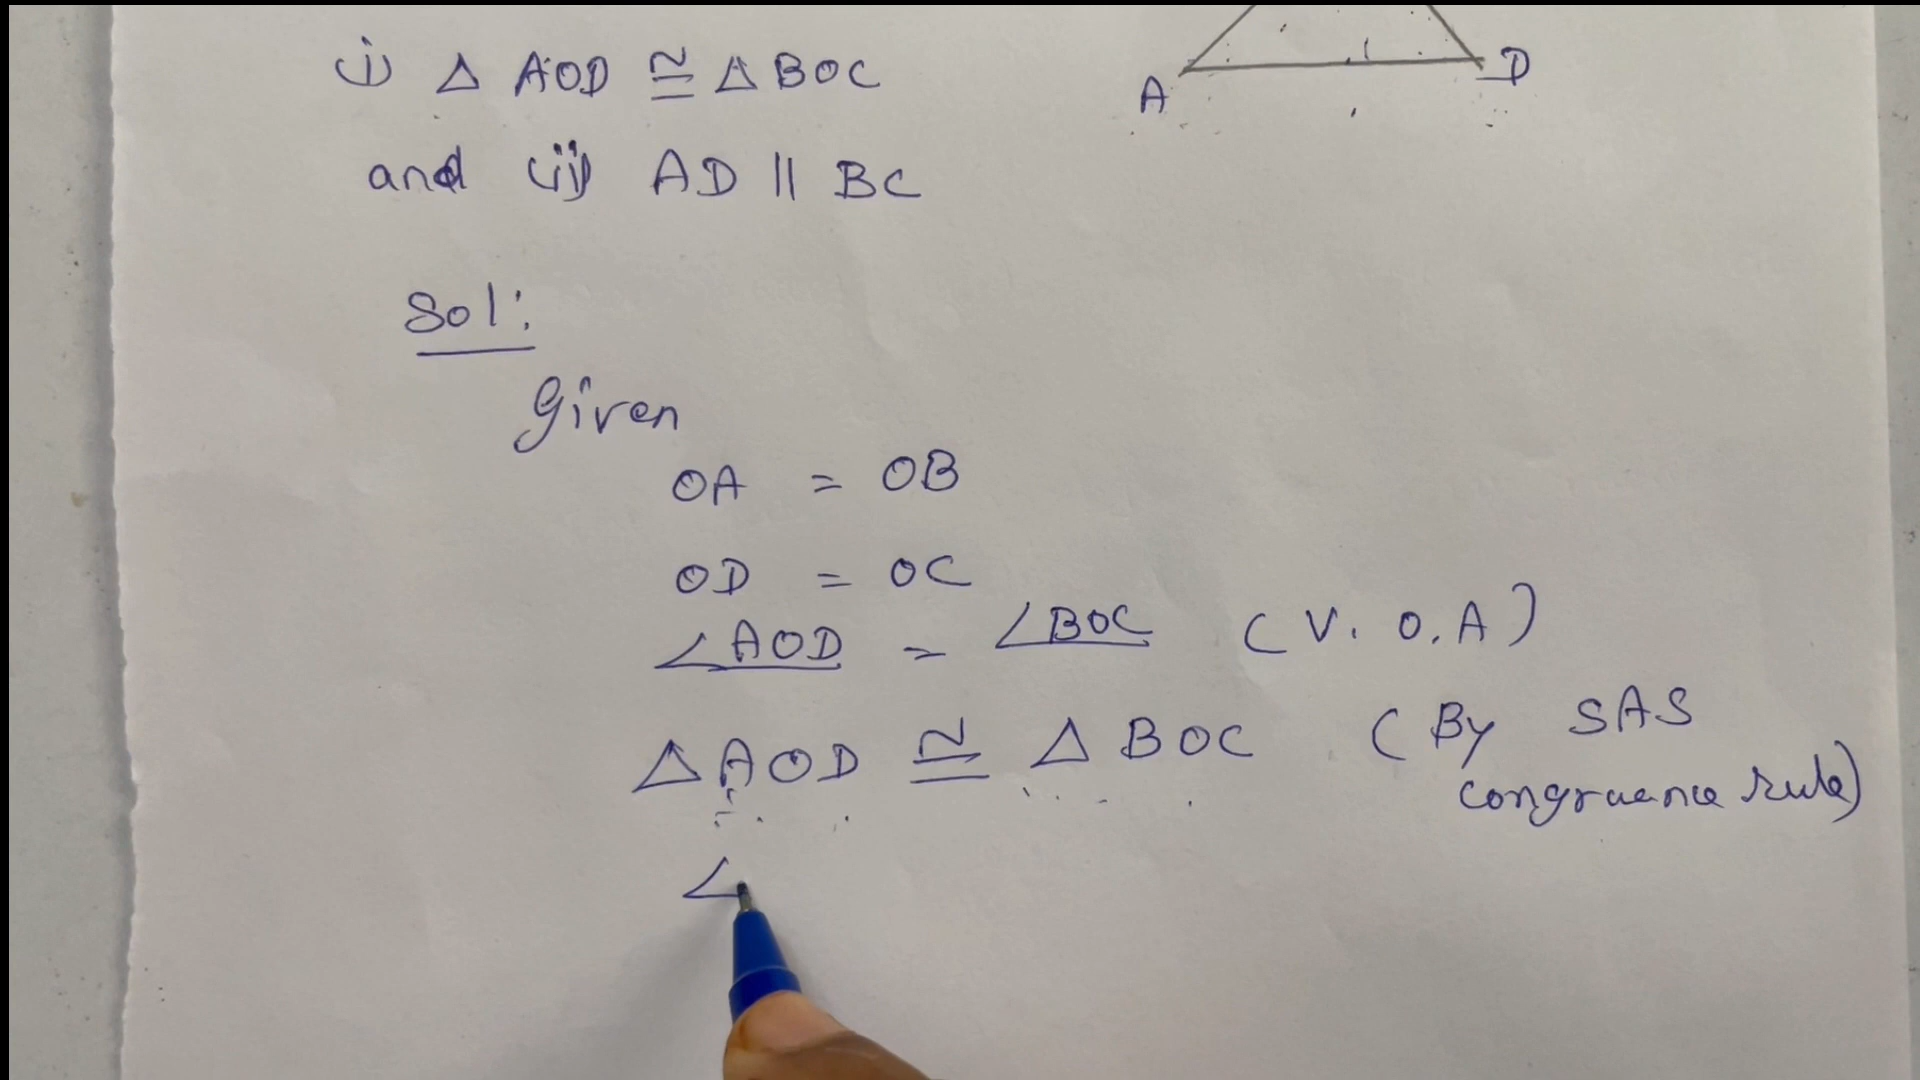 (i) △ AOD ≅ △ BOC
A
D
and (ii) AD || BC
Sol:
Given
OA = OB
OD = OC
∠AOD = ∠BOC (V. O. A)
△ AOD ≅ △ BOC (By SAS
congruence rule)
∠